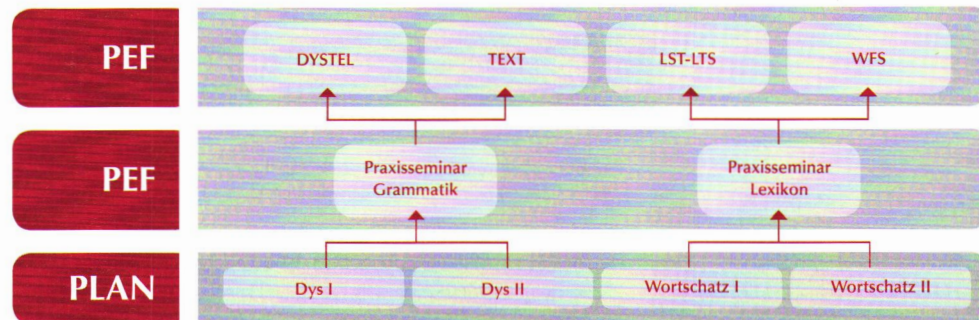 PEF
DYSTEL
TEXT
LST-LTS
WFS
PEF
Praxisseminar
Grammatik
Praxisseminar
Lexikon
PLAN
Dys I
Dys II
Wortschatz I
Wortschatz II